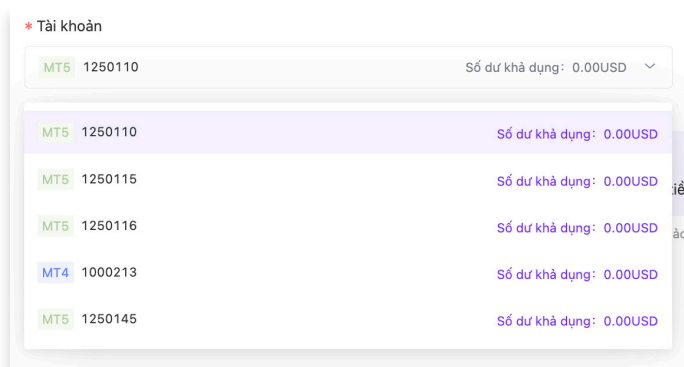 * Tài khoản
MT5 1250110 Số dư khả dụng: 0.00USD
MT5 1250110 Số dư khả dụng: 0.00USD
MT5 1250115 Số dư khả dụng: 0.00USD
MT5 1250116 Số dư khả dụng: 0.00USD
MT4 1000213 Số dư khả dụng: 0.00USD
MT5 1250145 Số dư khả dụng: 0.00USD